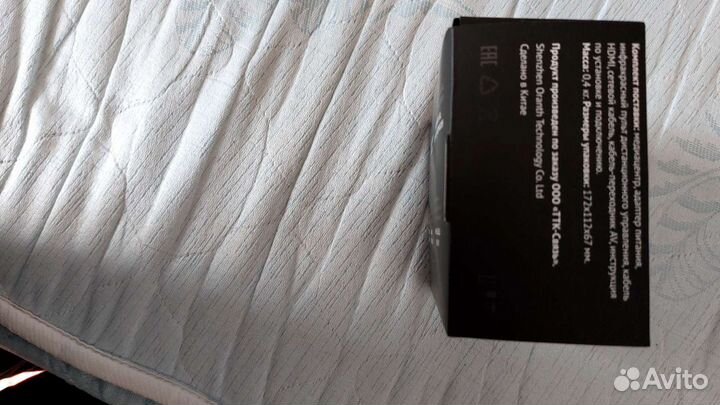 Комплект поставки: медиацентр, адаптер питания,
инфракрасный пульт дистанционного управления, кабель
HDMI, сетевой кабель, кабель-переходник AV, инструкция
по установке и подключению.
Масса: 0,4 кг. Размеры упаковки: 172x112x67 мм.
Продукт произведен по заказу ООО «ТТК-Связь».
Shenzhen Oranth Technology Co. Ltd
Сделано в Китае
EAC
Avito